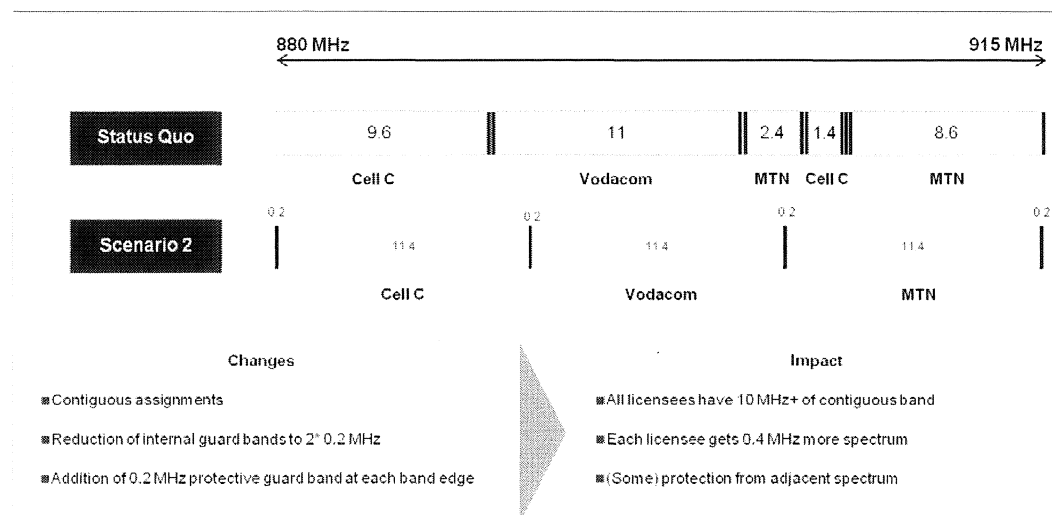 880 MHz 915 MHz
Status Quo 9.6 11 2.4 1.4 8.6
Cell C Vodacom MTN Cell C MTN
0.2 0.2 0.2 0.2
Scenario 2 11.4 11.4 11.4
Cell C Vodacom MTN
Changes
Contiguous assignments
Reduction of internal guard bands to 2* 0.2 MHz
Addition of 0.2 MHz protective guard band at each band edge
Impact
All licensees have 10 MHz+ of contiguous band
Each licensee gets 0.4 MHz more spectrum
(Some) protection from adjacent spectrum